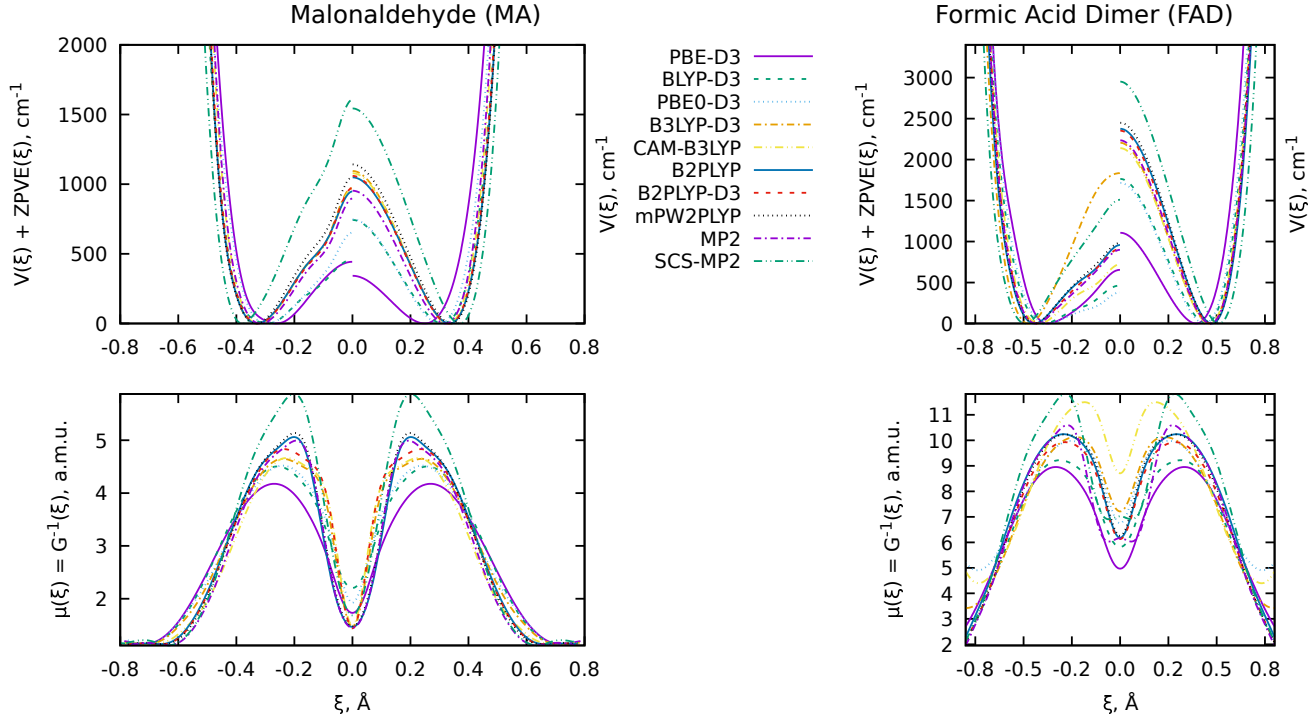 Malonaldehyde (MA)
Formic Acid Dimer (FAD)
V(ξ) + ZPVE(ξ), cm⁻¹
2000
1500
1000
500
0
-0.8 -0.6 -0.4 -0.2 0.0 0.2 0.4 0.6 0.8
V(ξ), cm⁻¹
PBE-D3
BLYP-D3
PBE0-D3
B3LYP-D3
CAM-B3LYP
B2PLYP
B2PLYP-D3
mPW2PLYP
MP2
SCS-MP2
V(ξ) + ZPVE(ξ), cm⁻¹
3000
2500
2000
1500
1000
500
0
-0.8 -0.5 -0.2 0.0 0.2 0.5 0.8
V(ξ), cm⁻¹
μ(ξ) = G⁻¹(ξ), a.m.u.
5
4
3
2
-0.8 -0.6 -0.4 -0.2 0.0 0.2 0.4 0.6 0.8
ξ, Å
μ(ξ) = G⁻¹(ξ), a.m.u.
11
10
9
8
7
6
5
4
3
2
-0.8 -0.5 -0.2 0.0 0.2 0.5 0.8
ξ, Å